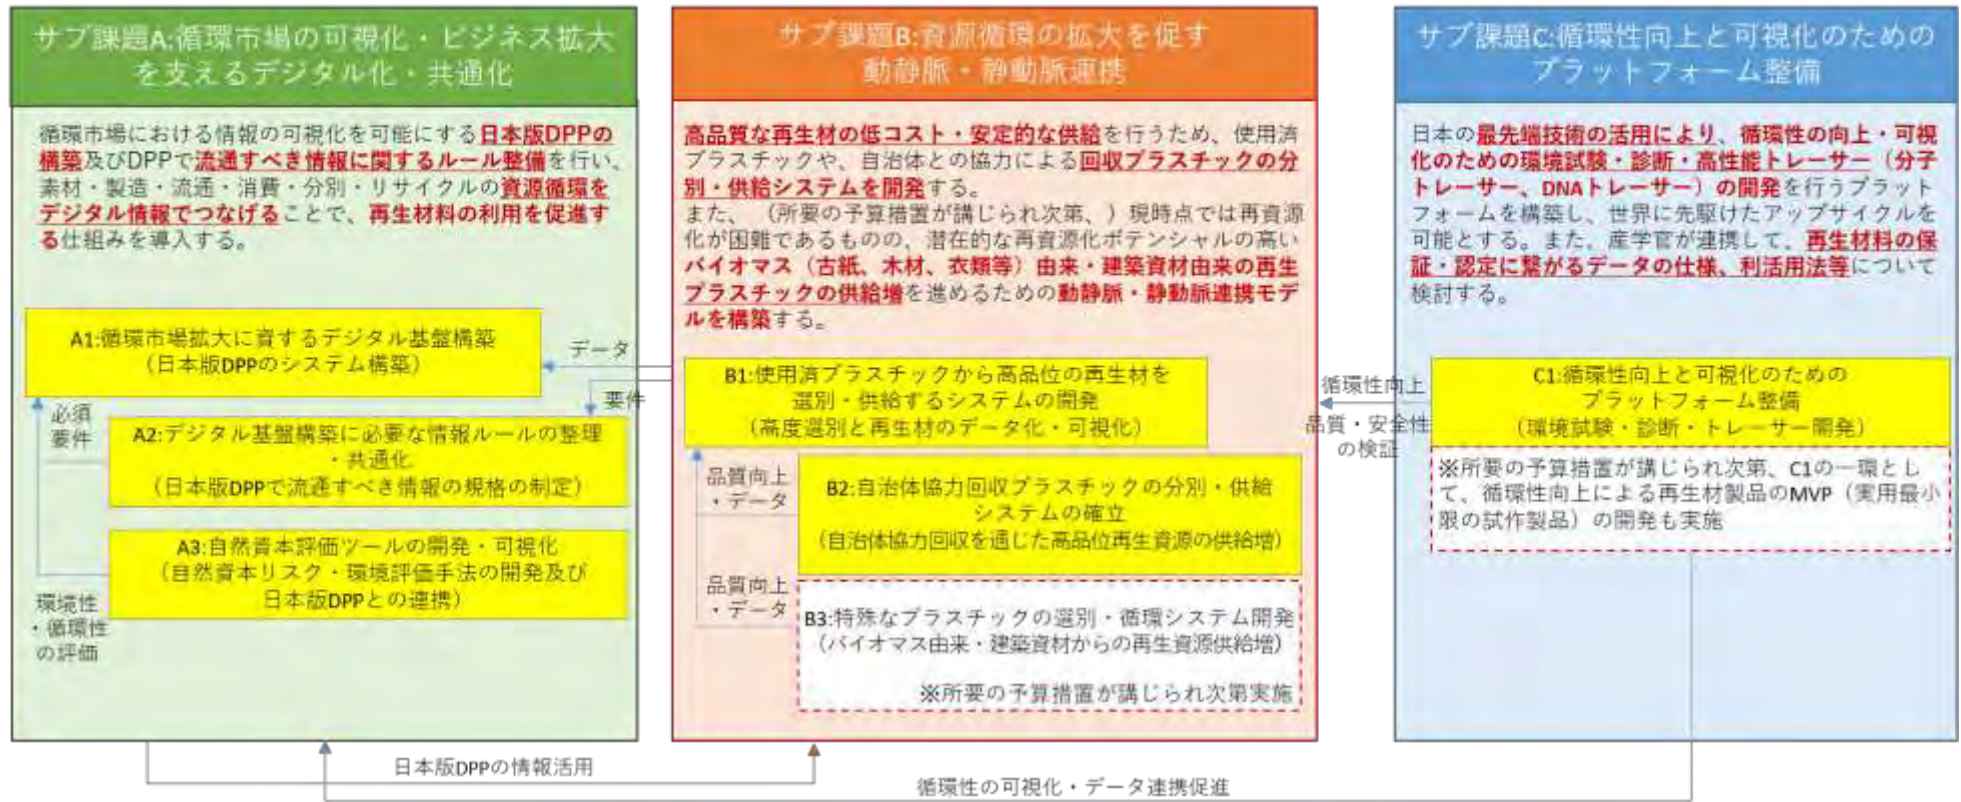 サブ課題A:循環市場の可視化・ビジネス拡大
を支えるデジタル化・共通化
循環市場における情報の可視化を可能にする日本版DPPの
構築及びDPPで流通すべき情報に関するルール整備を行い、
素材・製造・流通・消費・分別・リサイクルの資源循環を
デジタル情報でつなげることで、再生材料の利用を促進す
る仕組みを導入する。
A1:循環市場拡大に資するデジタル基盤構築
（日本版DPPのシステム構築）
必須
要件
A2:デジタル基盤構築に必要な情報ルールの整理
・共通化
（日本版DPPで流通すべき情報の規格の制定）
A3:自然資本評価ツールの開発・可視化
（自然資本リスク・環境評価手法の開発及び
日本版DPPとの連携）
環境性
・循環性
の評価
データ
要件
サブ課題B:資源循環の拡大を促す
動静脈・静動脈連携
高品質な再生材の低コスト・安定的な供給を行うため、使用済
プラスチックや、自治体との協力による回収プラスチックの分
別・供給システムを開発する。
また、（所要の予算措置が講じられ次第、）現時点では再資源
化が困難であるものの、潜在的な再資源化ポテンシャルの高い
バイオマス（古紙、木材、衣類等）由来・建築資材由来の再生
プラスチックの供給増を進めるための動静脈・静動脈連携モデ
ルを構築する。
B1:使用済プラスチックから高品位の再生材を
選別・供給するシステムの開発
（高度選別と再生材のデータ化・可視化）
品質向上
・データ
B2:自治体協力回収プラスチックの分別・供給
システムの確立
（自治体協力回収を通じた高品位再生資源の供給増）
品質向上
・データ
B3:特殊なプラスチックの選別・循環システム開発
（バイオマス由来・建築資材からの再生資源供給増）
※所要の予算措置が講じられ次第実施
循環性向上
品質・安全性
の検証
サブ課題C:循環性向上と可視化のための
プラットフォーム整備
日本の最先端技術の活用により、循環性の向上・可視
化のための環境試験・診断・高性能トレーサー（分子
トレーサー、DNAトレーサー）の開発を行うプラット
フォームを構築し、世界に先駆けたアップサイクルを
可能とする。また、産学官が連携して、再生材料の保
証・認定に繋がるデータの仕様、利活用法等について
検討する。
C1:循環性向上と可視化のための
プラットフォーム整備
（環境試験・診断・トレーサー開発）
※所要の予算措置が講じられ次第、C1の一環とし
て、循環性向上による再生材製品のMVP（実用最小
限の試作製品）の開発も実施
日本版DPPの情報活用
循環性の可視化・データ連携促進